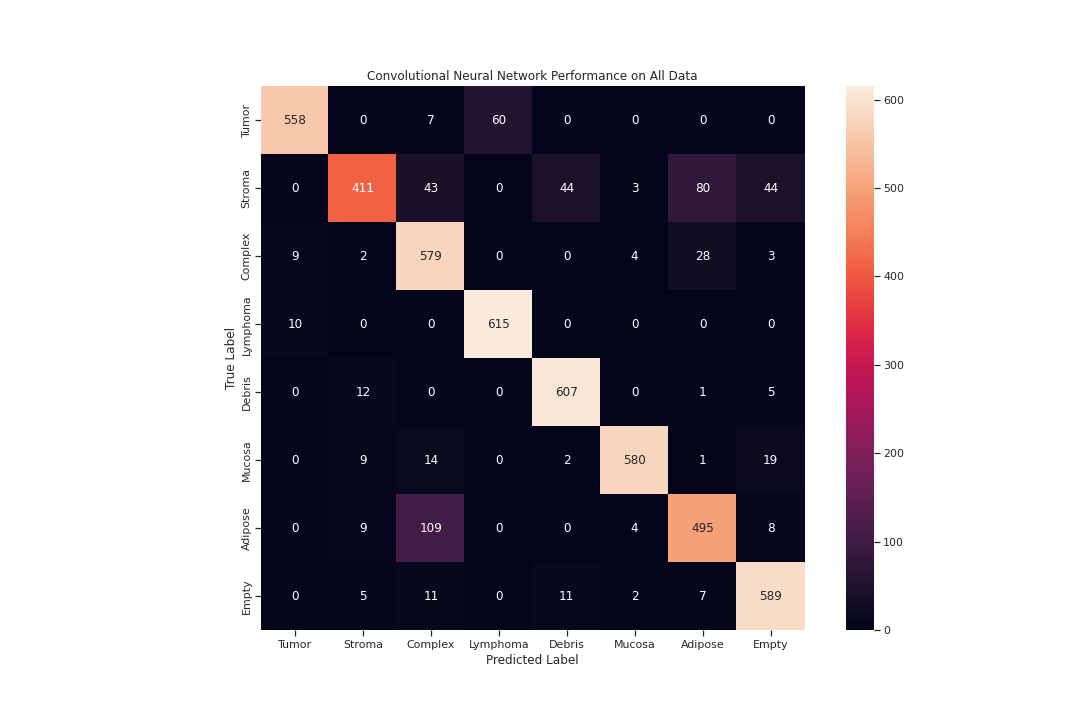 Convolutional Neural Network Performance on All Data
True Label
Tumor 558 0 7 60 0 0 0 0
Stroma 0 411 43 0 44 3 80 44
Complex 9 2 579 0 0 4 28 3
Lymphoma 10 0 0 615 0 0 0 0
Debris 0 12 0 0 607 0 1 5
Mucosa 0 9 14 0 2 580 1 19
Adipose 0 9 109 0 0 4 495 8
Empty 0 5 11 0 11 2 7 589
Tumor Stroma Complex Lymphoma Debris Mucosa Adipose Empty
Predicted Label
600
500
400
300
200
100
0